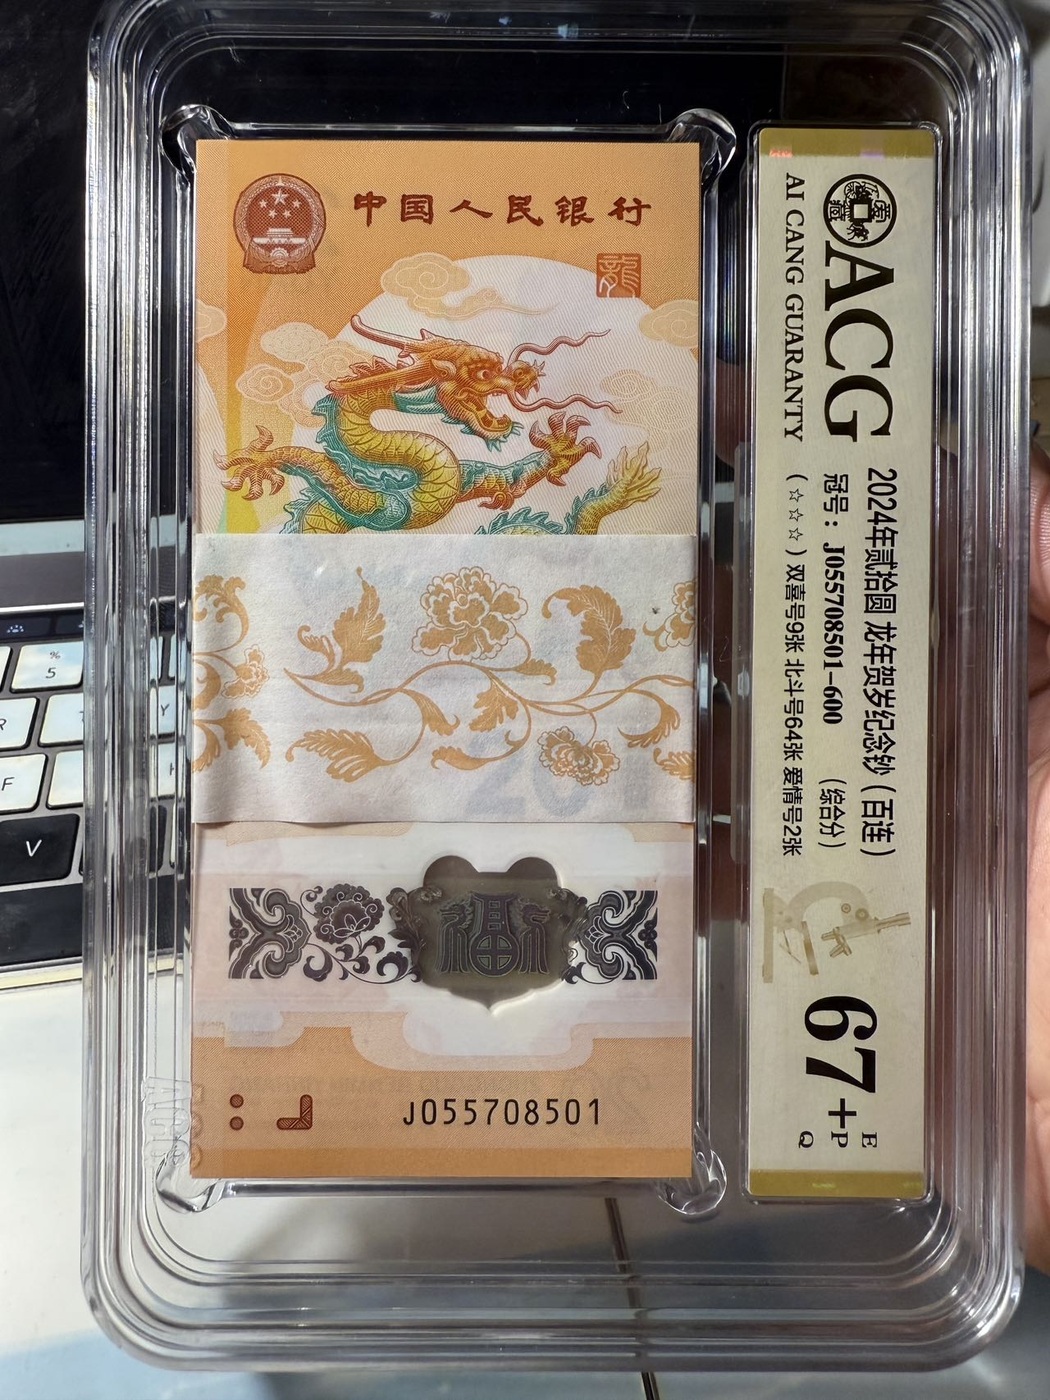 中国人民银行
龍
J055708501
ACG
AI CANG GUARANTY
2024年贰拾圆 龙年贺岁纪念钞（百连）
冠号：J055708501-600 （综合分）
（☆☆☆）双喜号9张 北斗号64张 爱情号2张
67+
E
P
Q
%
5
R
F
V
Y